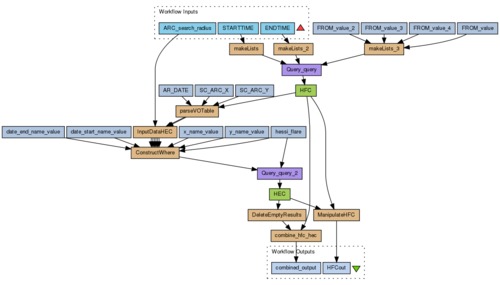 Workflow Inputs
ARC_search_radius STARTTIME ENDTIME
FROM_value_2 FROM_value_3 FROM_value_4 FROM_value
makeLists makeLists_2 makeLists_3
Query_query
AR_DATE SC_ARC_X SC_ARC_Y HFC
parseVOTable
date_end_name_value date_start_name_value InputDataHEC x_name_value y_name_value hessi_flare
ConstructWhere
Query_query_2
HEC
DeleteEmptyResults ManipulateHFC
combine_hfc_hec
Workflow Outputs
combined_output HFCout